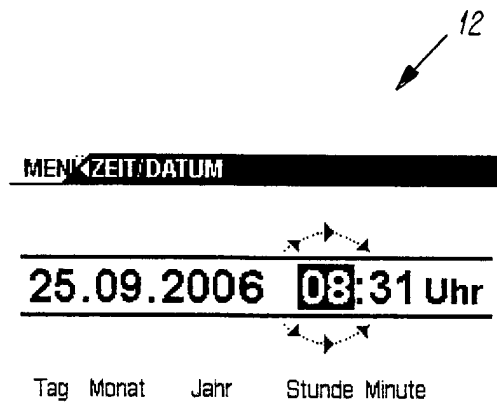 12
MENÜ ZEIT/DATUM
25.09.2006 08:31 Uhr
Tag Monat Jahr Stunde Minute